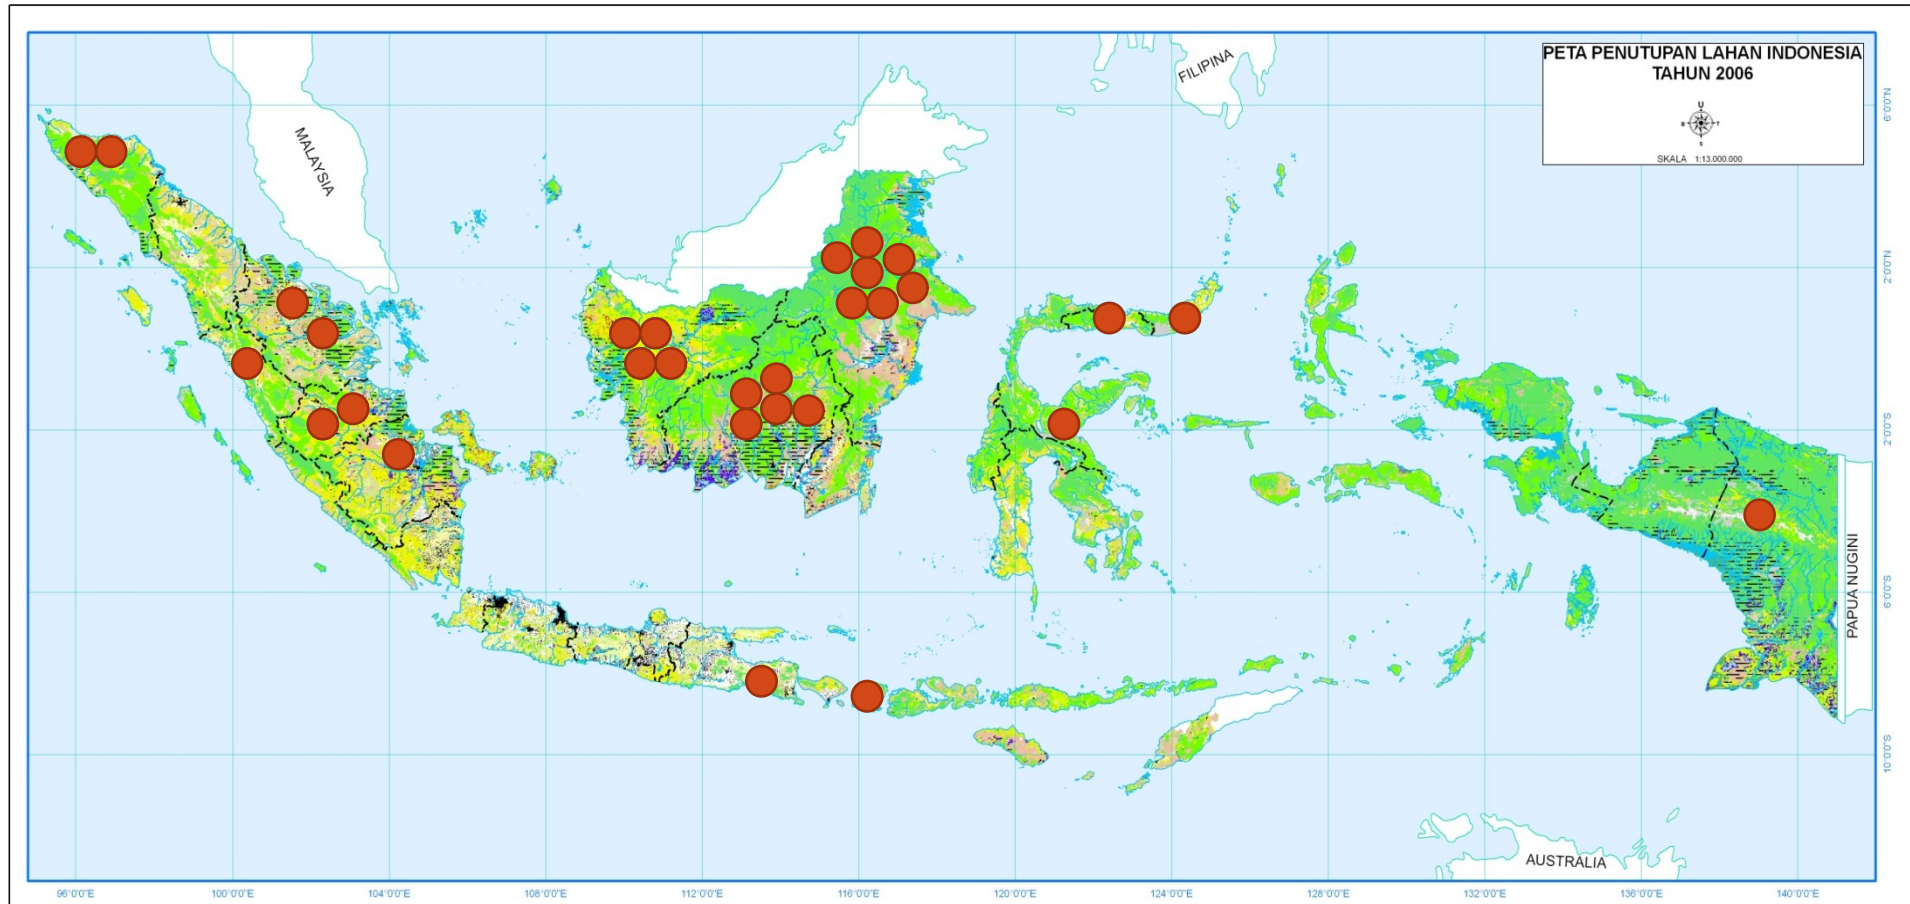 PETA PENUTUPAN LAHAN INDONESIA
TAHUN 2006
U
B T
S
SKALA 1:13.000.000
FILIPINA
MALAYSIA
PAPUA NUGINI
AUSTRALIA
6°0'0"N
2°0'0"N
2°0'0"S
6°0'0"S
10°0'0"S
96°0'0"E 100°0'0"E 104°0'0"E 108°0'0"E 112°0'0"E 116°0'0"E 120°0'0"E 124°0'0"E 128°0'0"E 132°0'0"E 136°0'0"E 140°0'0"E